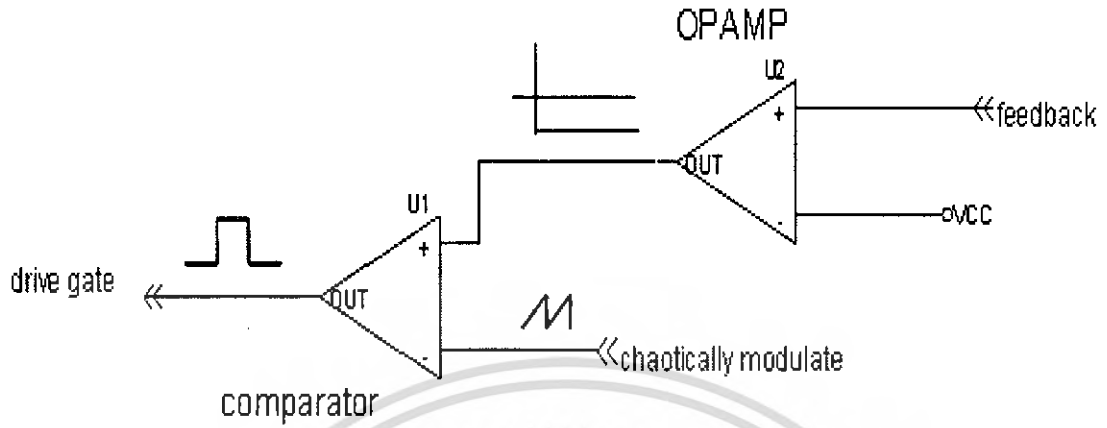 OPAMP
U2
+
feedback
OUT
-
VCC
U1
+
drive gate
OUT
-
chaotically modulate
comparator